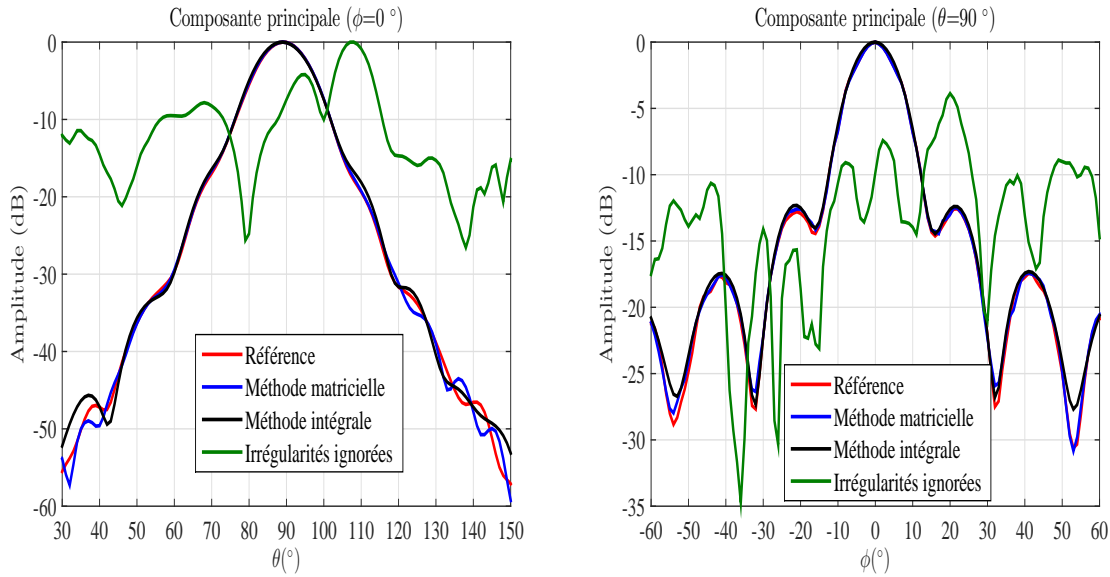 Composante principale (ϕ=0 °)
0
-10
-20
-30
-40
-50
-60
Amplitude (dB)
30 40 50 60 70 80 90 100 110 120 130 140 150
θ(°)
Référence
Méthode matricielle
Méthode intégrale
Irrégularités ignorées
Composante principale (θ=90 °)
0
-5
-10
-15
-20
-25
-30
-35
Amplitude (dB)
-60 -50 -40 -30 -20 -10 0 10 20 30 40 50 60
ϕ(°)
Référence
Méthode matricielle
Méthode intégrale
Irrégularités ignorées